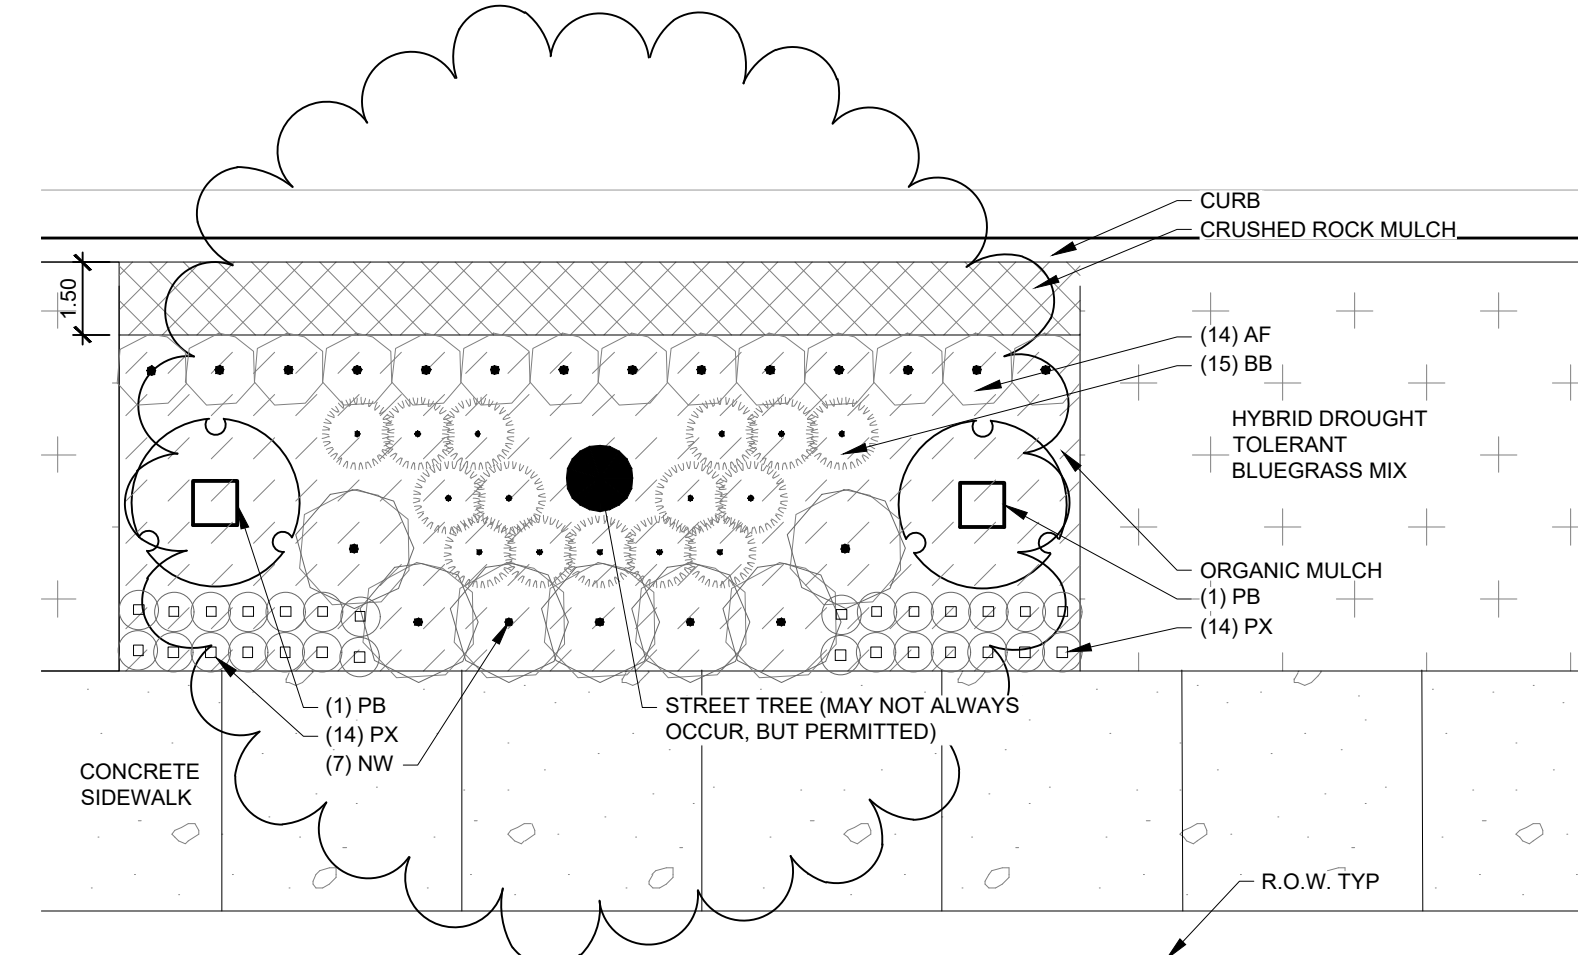 CURB
CRUSHED ROCK MULCH
1.50
(14) AF
(15) BB
HYBRID DROUGHT
TOLERANT
BLUEGRASS MIX
ORGANIC MULCH
(1) PB
(14) PX
(1) PB
(14) PX
(7) NW
STREET TREE (MAY NOT ALWAYS
OCCUR, BUT PERMITTED)
CONCRETE
SIDEWALK
R.O.W. TYP